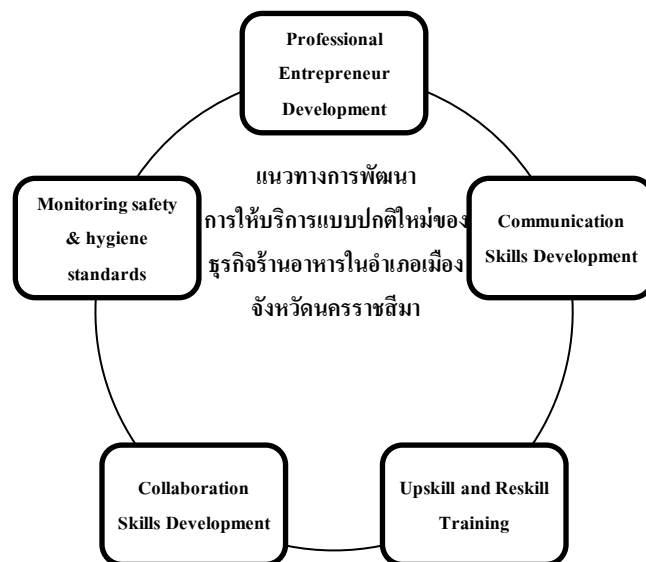 Professional
Entrepreneur
Development
แนวทางการพัฒนา
การให้บริการแบบปกติใหม่ของ
ธุรกิจร้านอาหารในอำเภอเมือง
จังหวัดนครราชสีมา
Communication
Skills Development
Upskill and Reskill
Training
Collaboration
Skills Development
Monitoring safety
& hygiene
standards